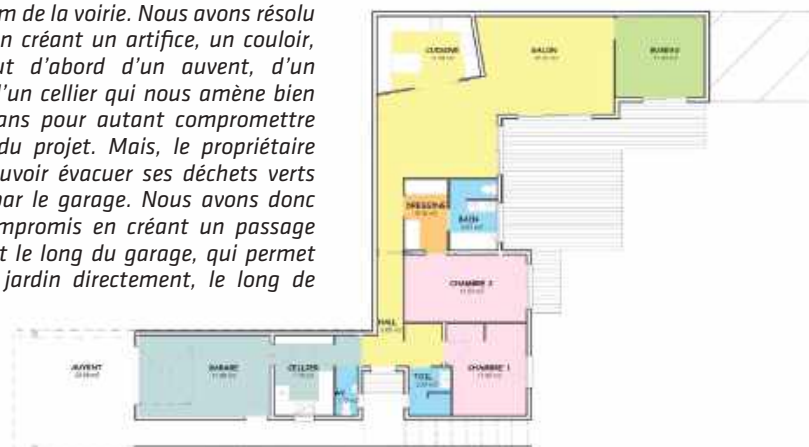 m de la voirie. Nous avons résolu
n créant un artifice, un couloir,
ut d'abord d'un auvent, d'un
l'un cellier qui nous amène bien
ans pour autant compromettre
du projet. Mais, le propriétaire
uvoir évacuer ses déchets verts
par le garage. Nous avons donc
mpromis en créant un passage
t le long du garage, qui permet
jardin directement, le long de
CUISINE
SALON
BUREAU
DRESSING
BAIN
CHAMBRE 2
HALL
AUVENT
GARAGE
CELLIER
WC
TOIL.
CHAMBRE 1